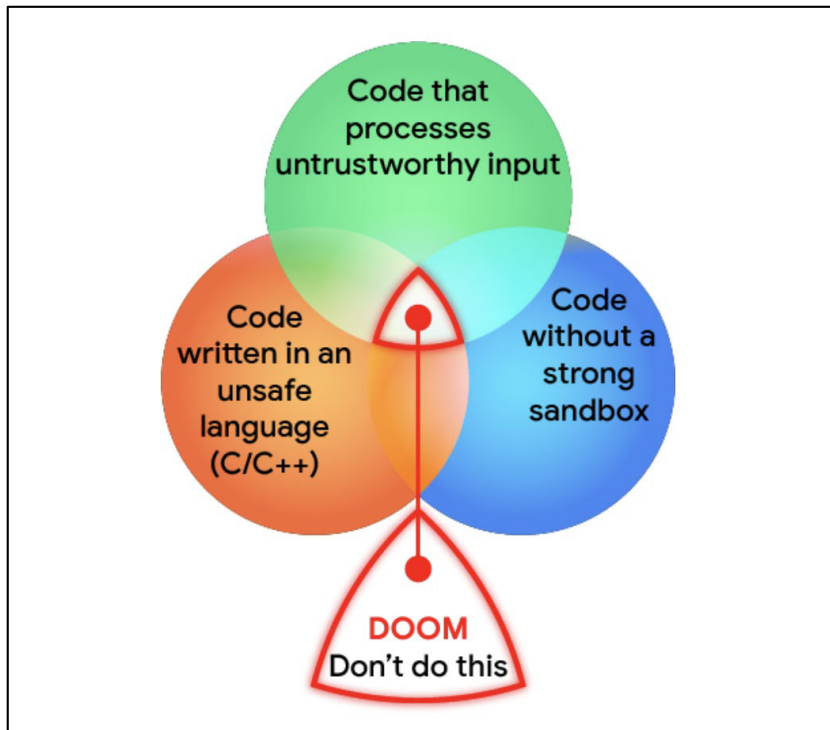 Code that
processes
untrustworthy input
Code
written in an
unsafe
language
(C/C++)
Code
without a
strong
sandbox
DOOM
Don't do this